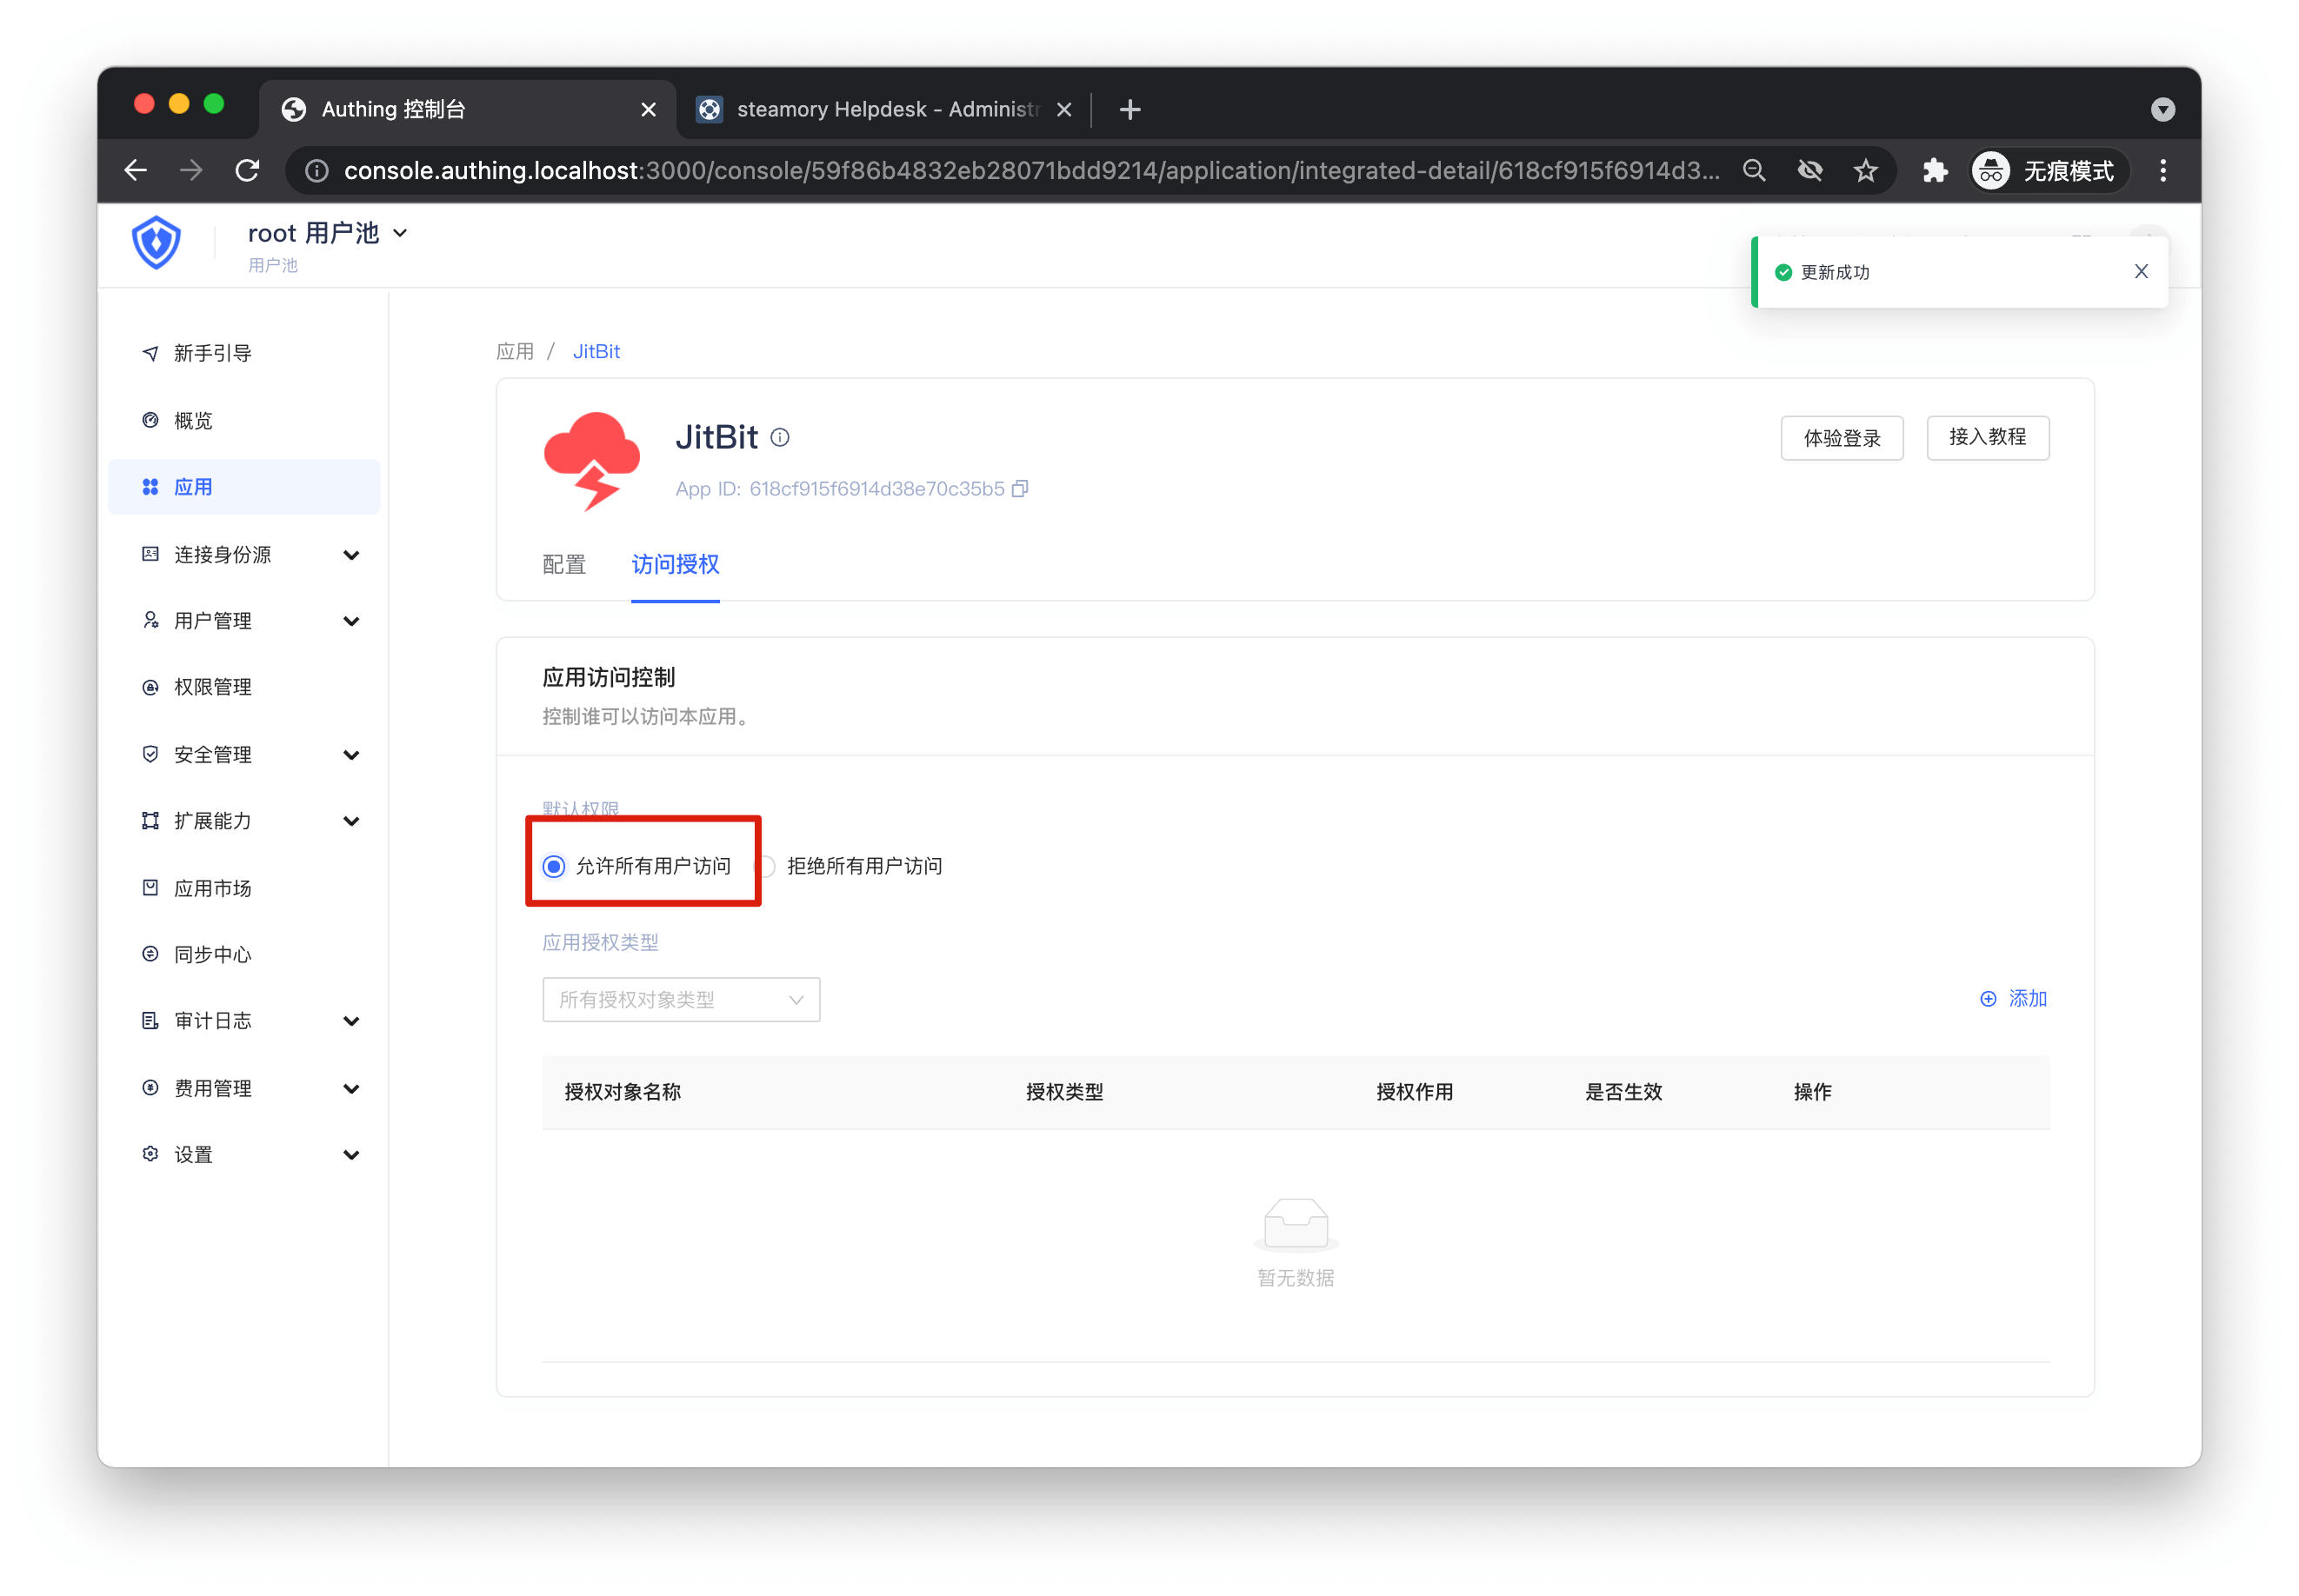 Authing 控制台
steamory Helpdesk - Administr
console.authing.localhost:3000/console/59f86b4832eb28071bdd9214/application/integrated-detail/618cf915f6914d3...
无痕模式
root 用户池
用户池
更新成功
新手引导
概览
应用
连接身份源
用户管理
权限管理
安全管理
扩展能力
应用市场
同步中心
审计日志
费用管理
设置
应用 / JitBit
JitBit
体验登录
接入教程
App ID: 618cf915f6914d38e70c35b5
配置
访问授权
应用访问控制
控制谁可以访问本应用。
默认权限
允许所有用户访问
拒绝所有用户访问
应用授权类型
所有授权对象类型
添加
授权对象名称 授权类型 授权作用 是否生效 操作
暂无数据